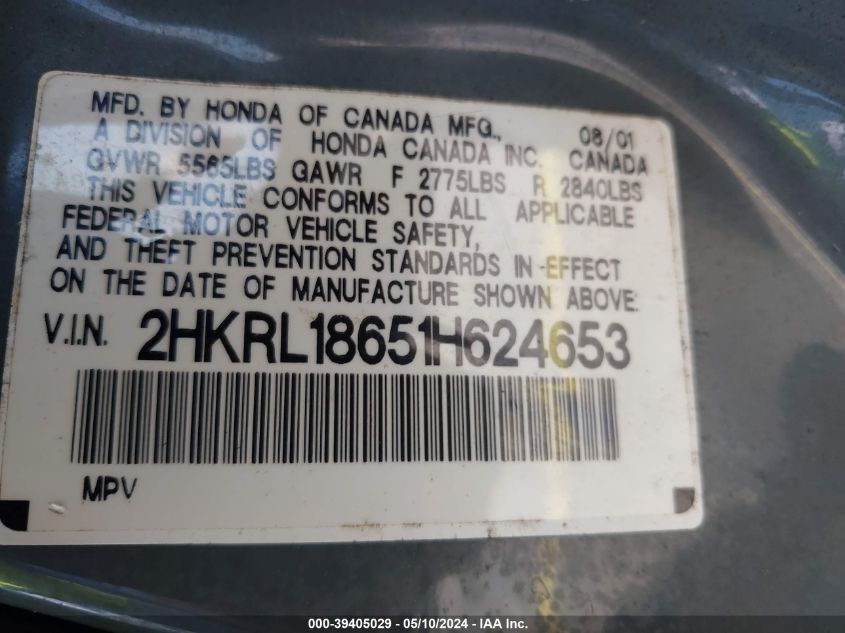 MFD. BY HONDA OF CANADA MFG., 08/01
A DIVISION OF HONDA CANADA INC. CANADA
GVWR 5565LBS GAWR F 2775LBS R 2840LBS
THIS VEHICLE CONFORMS TO ALL APPLICABLE
FEDERAL MOTOR VEHICLE SAFETY,
AND THEFT PREVENTION STANDARDS IN EFFECT
ON THE DATE OF MANUFACTURE SHOWN ABOVE.
V.I.N. 2HKRL18651H624653
MPV
000-39405029 - 05/10/2024 - IAA Inc.